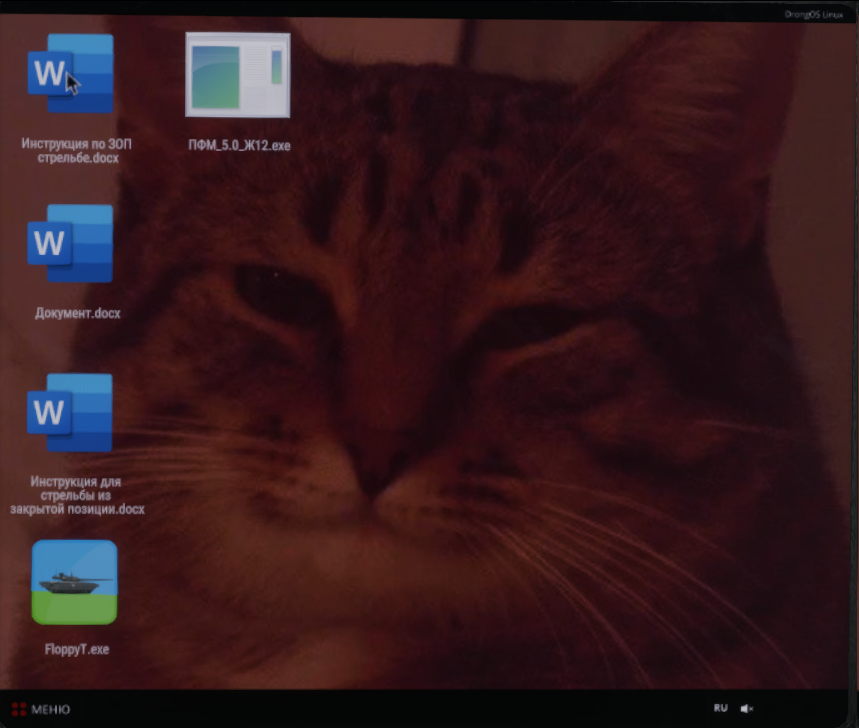 DrongOS Linux
W
Инструкция по ЗОП
стрельбе.docx
ПФМ_5.0_Ж12.exe
W
Документ.docx
W
Инструкция для
стрельбы из
закрытой позиции.docx
FloppyT.exe
МЕНЮ
RU